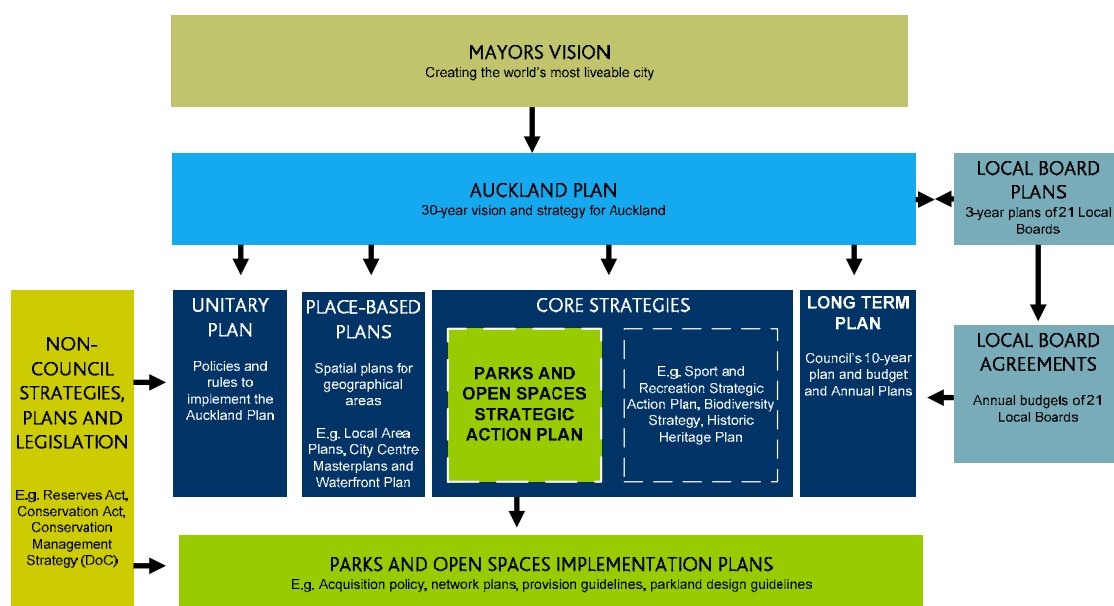 MAYORS VISION
Creating the world's most liveable city
AUCKLAND PLAN
30-year vision and strategy for Auckland
LOCAL BOARD
PLANS
3-year plans of 21 Local
Boards
NON-
COUNCIL
STRATEGIES,
PLANS AND
LEGISLATION
E.g. Reserves Act,
Conservation Act,
Conservation
Management
Strategy (DoC)
UNITARY
PLAN
Policies and
rules to
implement the
Auckland Plan
PLACE-BASED
PLANS
Spatial plans for
geographical
areas
E.g. Local Area
Plans, City Centre
Masterplans and
Waterfront Plan
CORE STRATEGIES
PARKS AND
OPEN SPACES
STRATEGIC
ACTION PLAN
E.g. Sport and
Recreation Strategic
Action Plan, Biodiversity
Strategy, Historic
Heritage Plan
LONG TERM
PLAN
Council's 10-year
plan and budget
and Annual Plans
LOCAL BOARD
AGREEMENTS
Annual budgets of 21
Local Boards
PARKS AND OPEN SPACES IMPLEMENTATION PLANS
E.g. Acquisition policy, network plans, provision guidelines, parkland design guidelines